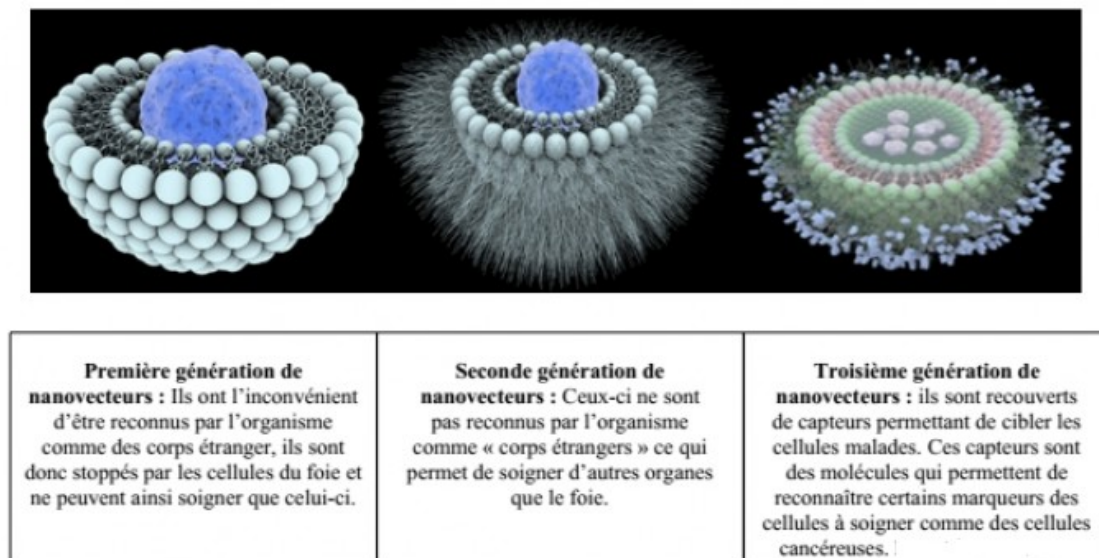 Première génération de
nanovecteurs : Ils ont l'inconvénient
d'être reconnus par l'organisme
comme des corps étranger, ils sont
donc stoppés par les cellules du foie et
ne peuvent ainsi soigner que celui-ci.
Seconde génération de
nanovecteurs : Ceux-ci ne sont
pas reconnus par l'organisme
comme « corps étrangers » ce qui
permet de soigner d'autres organes
que le foie.
Troisième génération de
nanovecteurs : ils sont recouverts
de capteurs permettant de cibler les
cellules malades. Ces capteurs sont
des molécules qui permettent de
reconnaître certains marqueurs des
cellules à soigner comme des cellules
cancéreuses.